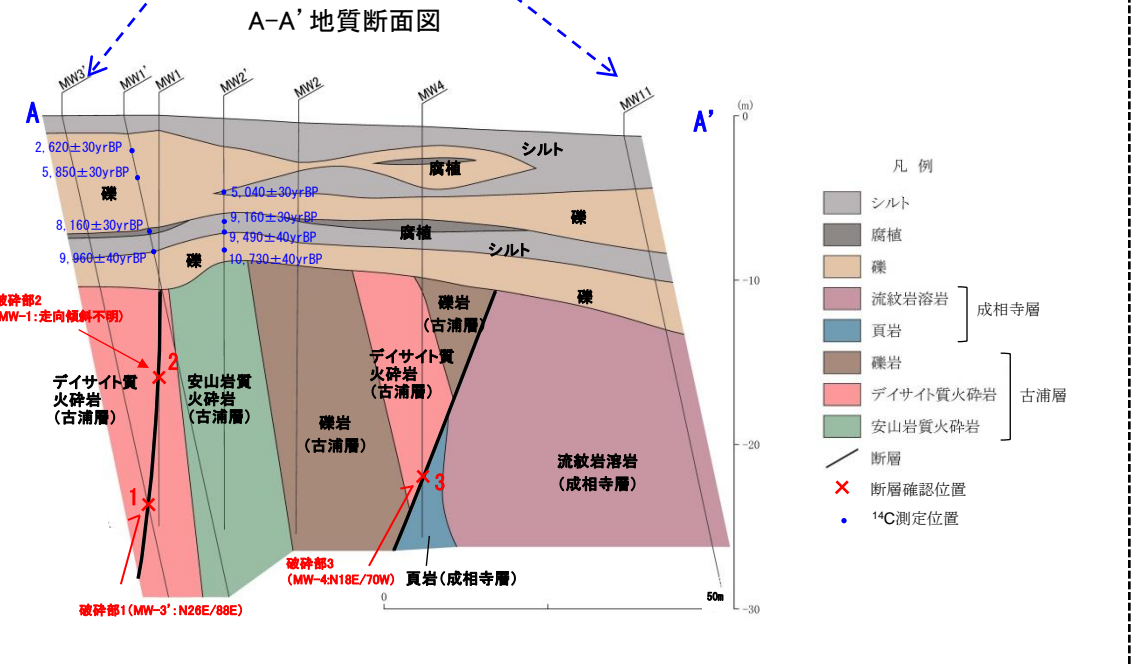 A-A’地質断面図
MW3’
MW1’
MW1
MW2’
MW2
MW4
MW11
A
A’
(m)
0
-10
-20
-30
2,620±30yrBP
5,850±30yrBP
8,160±30yrBP
9,960±40yrBP
5,040±30yrBP
9,160±30yrBP
9,490±40yrBP
10,730±40yrBP
シルト
腐植
礫
礫
腐植
シルト
礫
礫
破砕部2
MW-1:走向傾斜不明)
2
デイサイト質
火砕岩
(古浦層)
安山岩質
火砕岩
(古浦層)
礫岩
(古浦層)
デイサイト質
火砕岩
(古浦層)
礫岩
(古浦層)
流紋岩溶岩
(成相寺層)
1
3
破砕部3
(MW-4:N18E/70W)
頁岩(成相寺層)
破砕部1(MW-3’:N26E/88E)
0
50m
凡 例
シルト
腐植
礫
流紋岩溶岩
頁岩
成相寺層
礫岩
デイサイト質火砕岩
安山岩質火砕岩
古浦層
断層
断層確認位置
¹⁴C測定位置